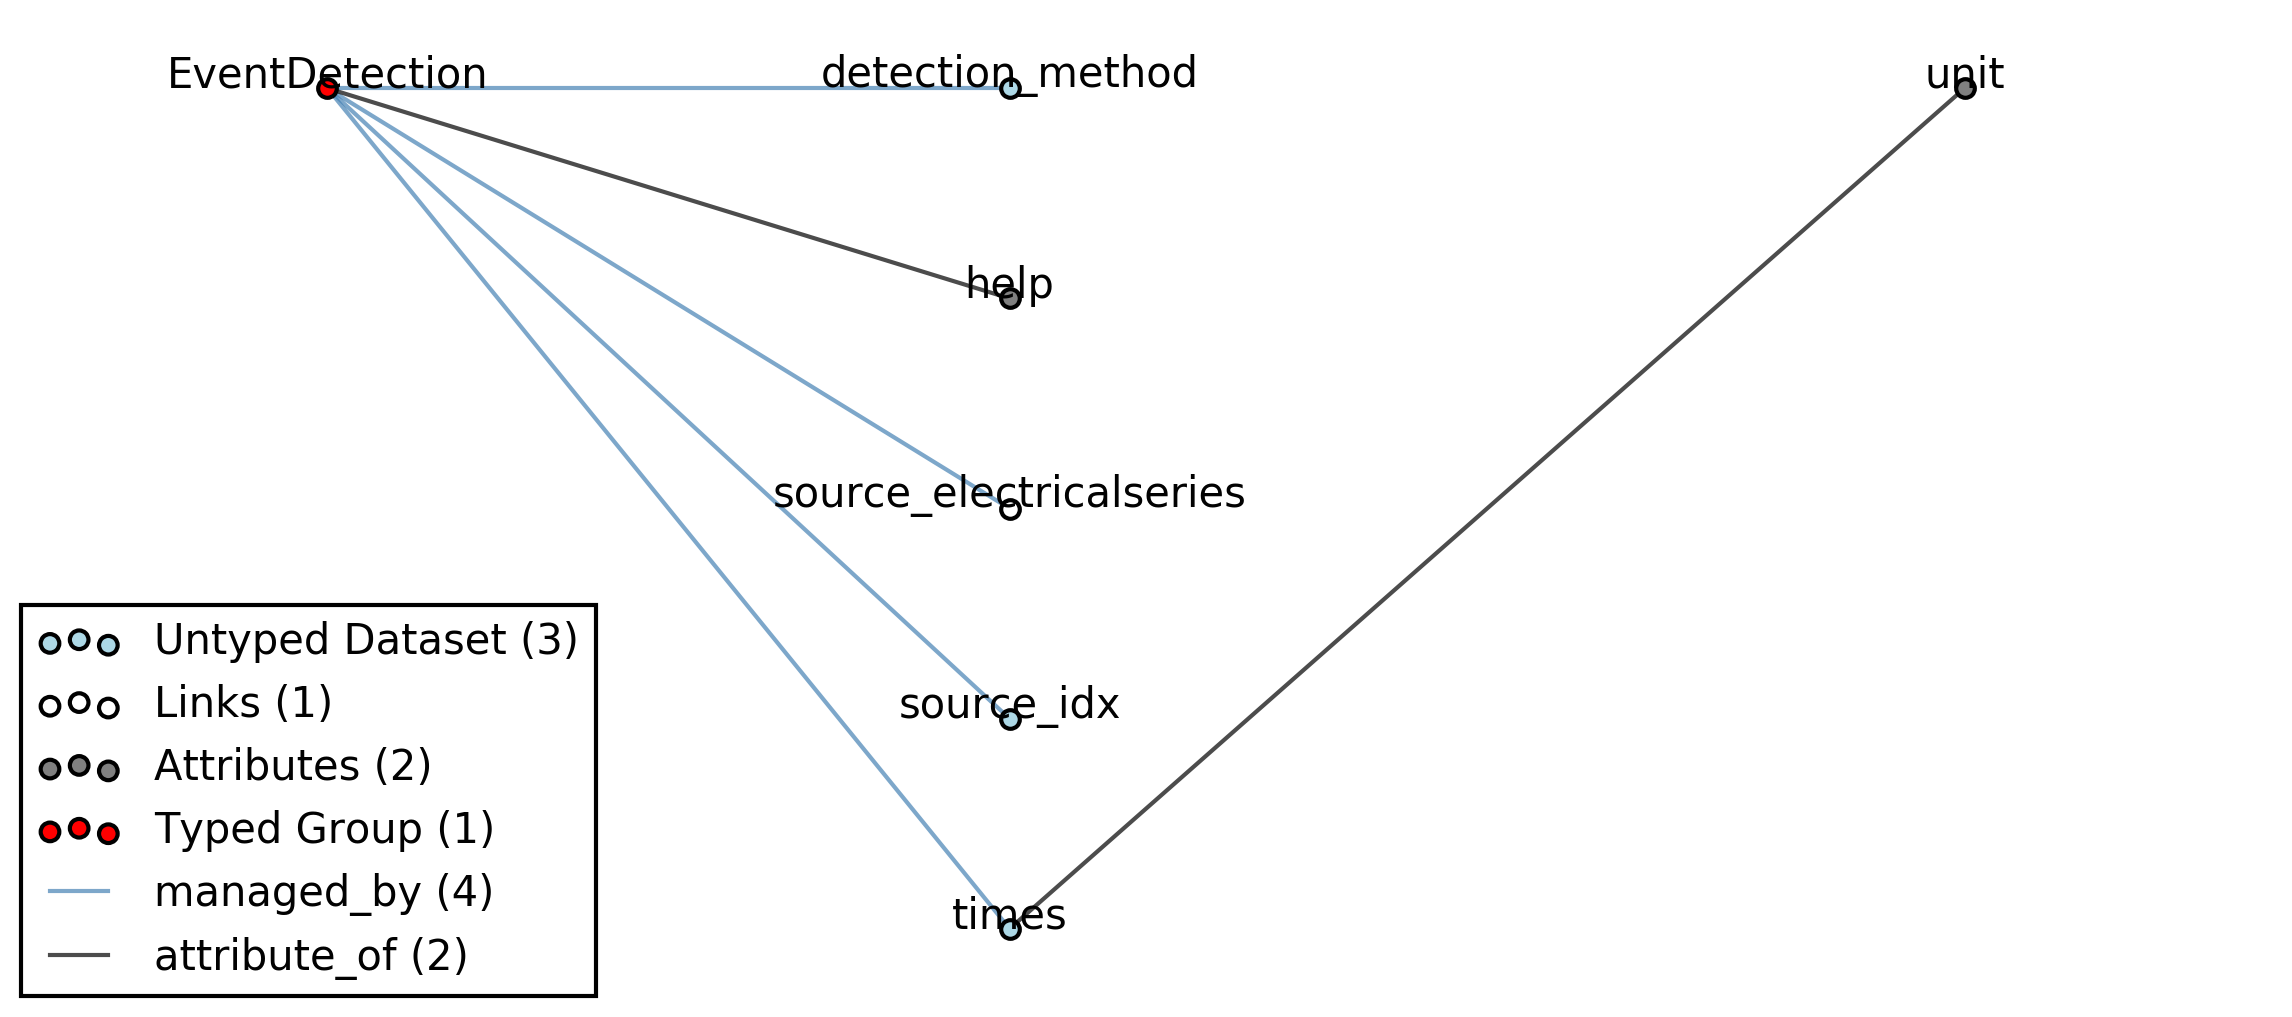 EventDetection
detection_method
unit
help
source_electricalseries
source_idx
times
Untyped Dataset (3)
Links (1)
Attributes (2)
Typed Group (1)
managed_by (4)
attribute_of (2)